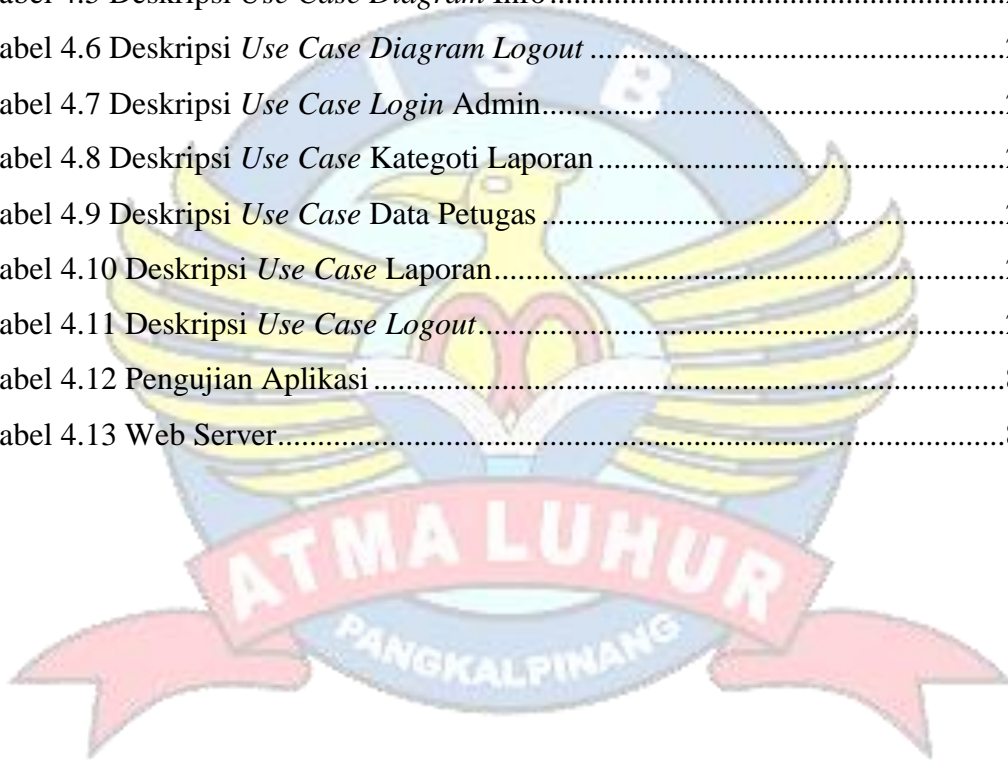 abel 4.5 Deskripsi Use Case Diagram Info
abel 4.6 Deskripsi Use Case Diagram Logout ...............................................
abel 4.7 Deskripsi Use Case Login Admin.....................................................
abel 4.8 Deskripsi Use Case Kategoti Laporan ..............................................
abel 4.9 Deskripsi Use Case Data Petugas .....................................................
abel 4.10 Deskripsi Use Case Laporan...........................................................
abel 4.11 Deskripsi Use Case Logout.............................................................
abel 4.12 Pengujian Aplikasi ..........................................................................
abel 4.13 Web Server......................................................................................
I S B
ATMA LUHUR
PANGKALPINANG